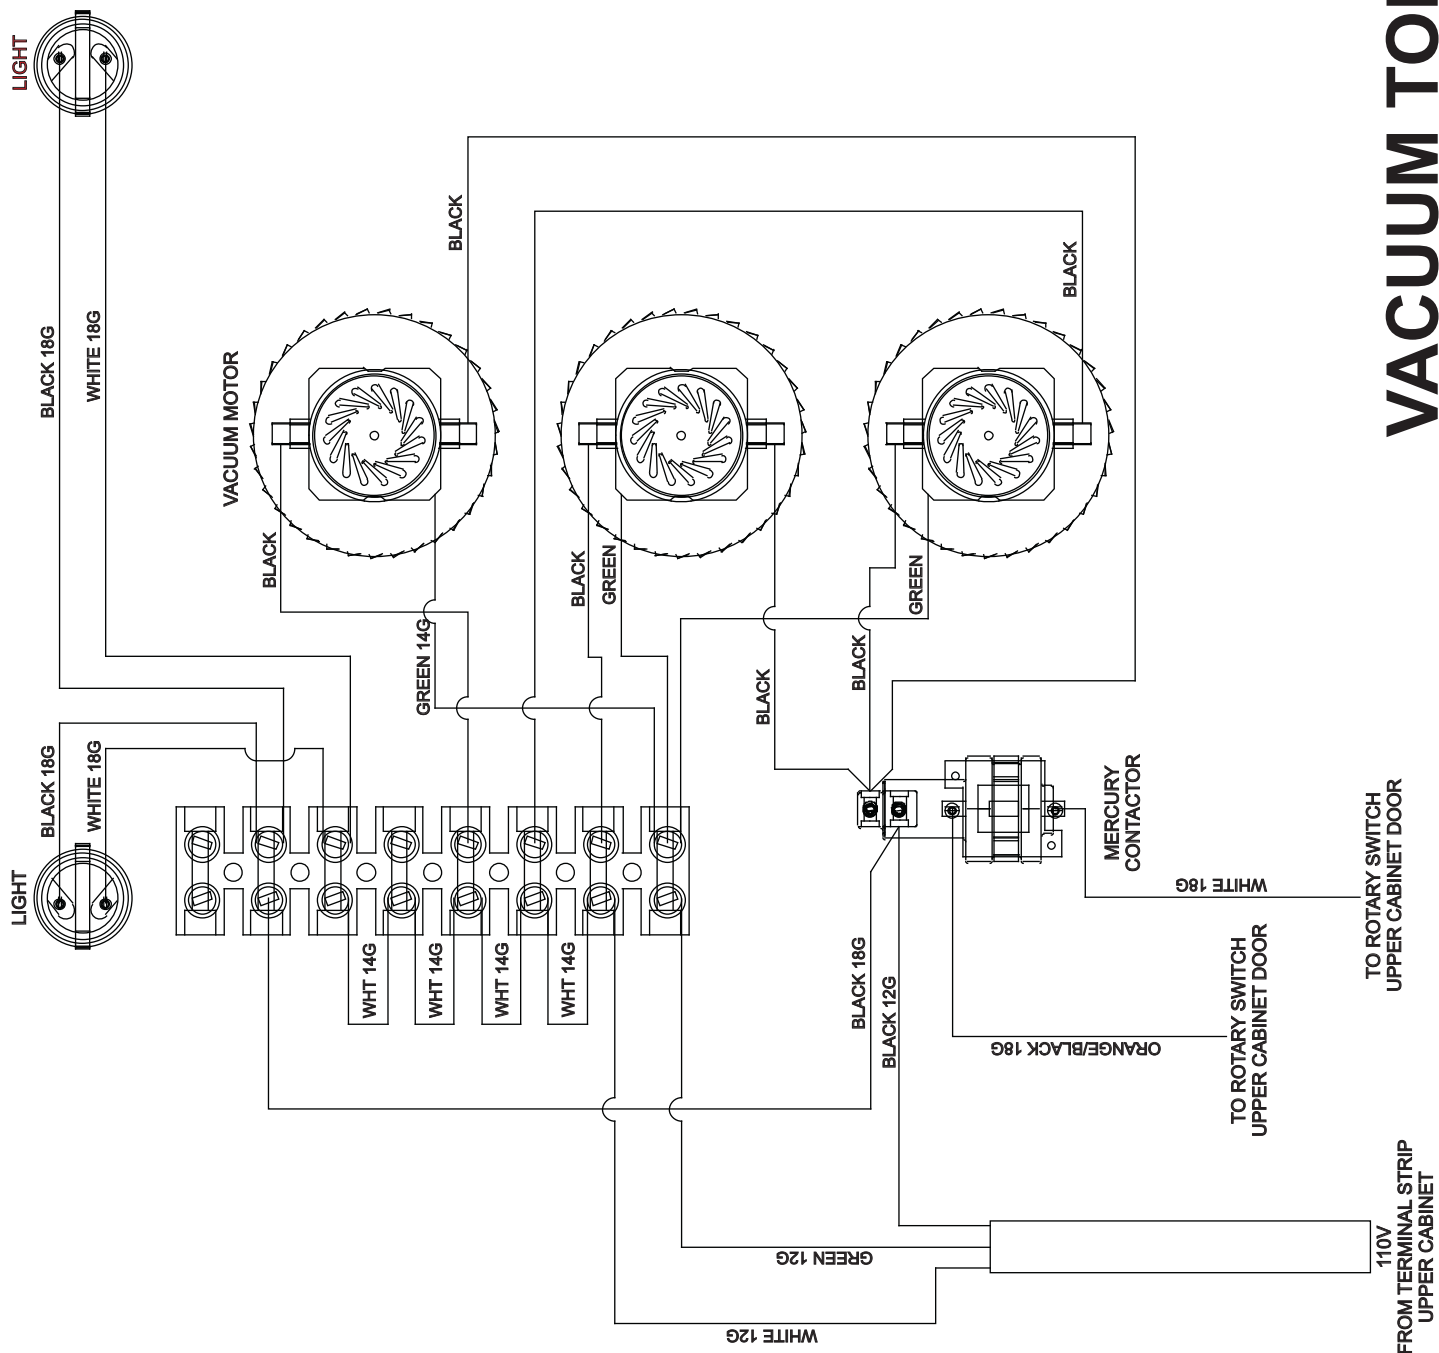 LIGHT
BLACK 18G
WHITE 18G
VACUUM MOTOR
BLACK
BLACK
BLACK
BLACK
GREEN
GREEN
GREEN 14G
BLACK
BLACK
LIGHT
BLACK 18G
WHITE 18G
WHT 14G
WHT 14G
WHT 14G
WHT 14G
MERCURY
CONTACTOR
BLACK 18G
BLACK 12G
WHITE 18G
TO ROTARY SWITCH
UPPER CABINET DOOR
ORANGE/BLACK 18G
TO ROTARY SWITCH
UPPER CABINET DOOR
GREEN 12G
WHITE 12G
110V
FROM TERMINAL STRIP
UPPER CABINET
VACUUM